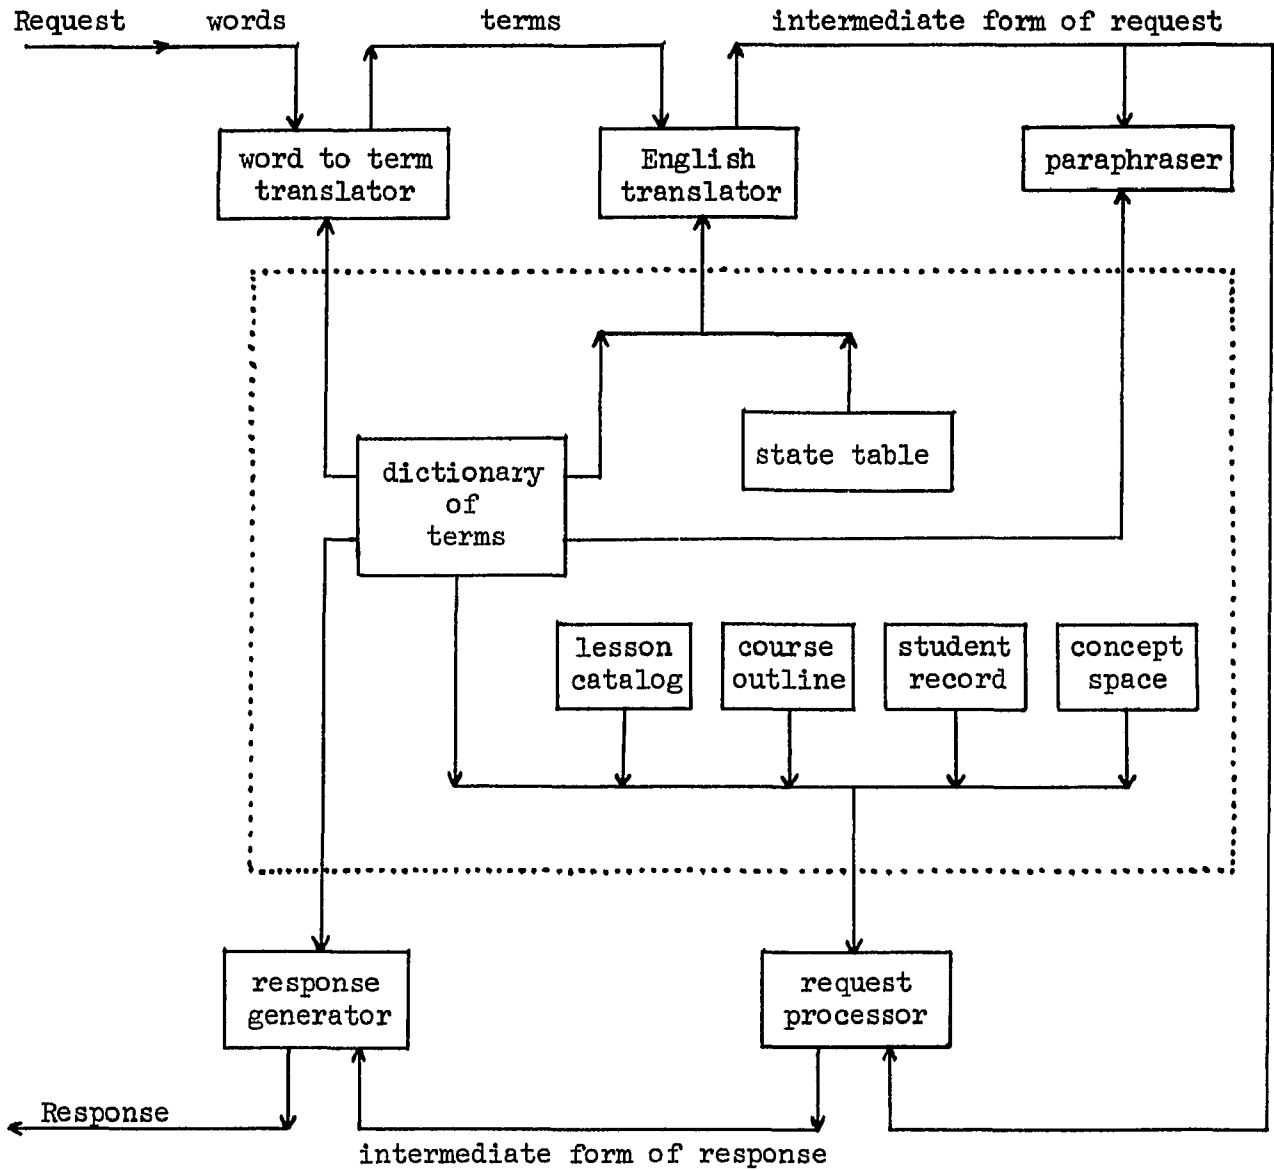 Request words terms intermediate form of request
word to term
translator
English
translator
paraphraser
dictionary
of
terms
state table
lesson
catalog
course
outline
student
record
concept
space
response
generator
request
processor
Response
intermediate form of response